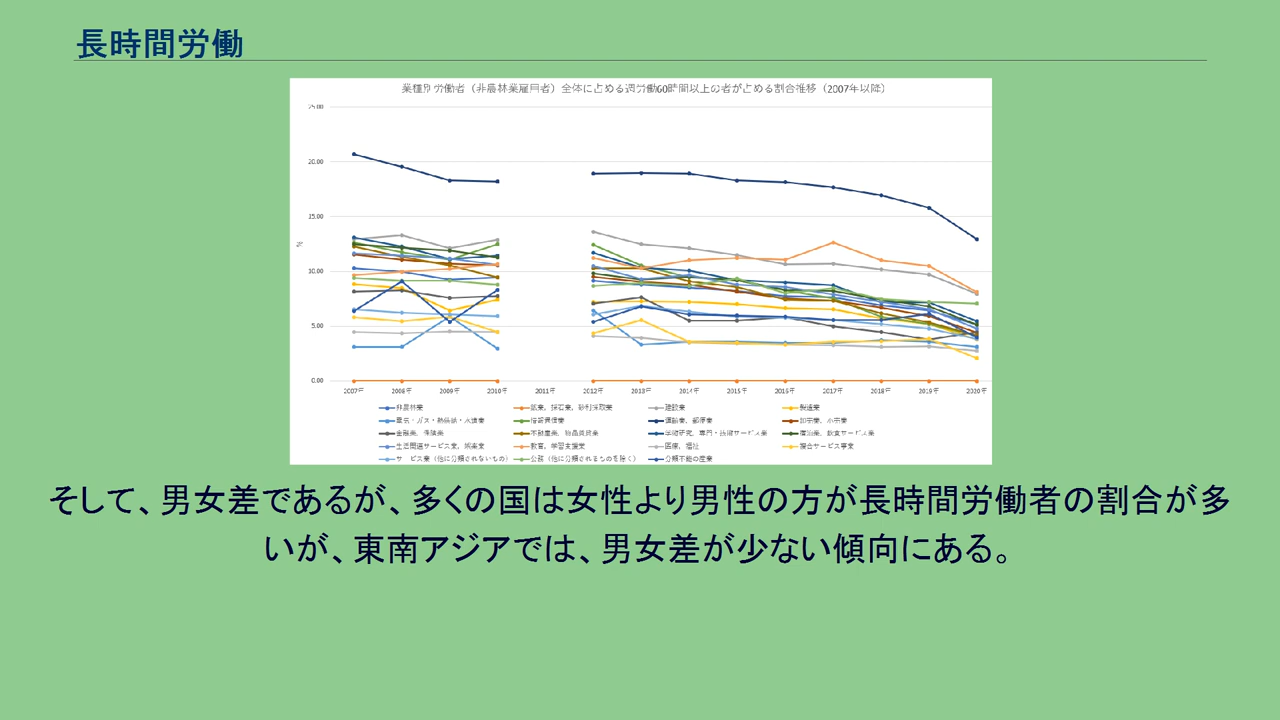 長時間労働
業種別労働者（非農林業雇用者）全体に占める週労働60時間以上の者が占める割合推移（2007年以降）
25.00
20.00
15.00
10.00
5.00
0.00
%
2007年 2008年 2009年 2010年 2011年 2012年 2013年 2014年 2015年 2016年 2017年 2018年 2019年 2020年
非農林業 鉱業，採石業，砂利採取業 建設業 製造業
電気・ガス・熱供給・水道業 情報通信業 運輸業，郵便業 卸売業，小売業
金融業，保険業 不動産業，物品賃貸業 学術研究，専門・技術サービス業 宿泊業，飲食サービス業
生活関連サービス業，娯楽業 教育，学習支援業 医療，福祉 複合サービス事業
サービス業（他に分類されないもの） 公務（他に分類されるものを除く） 分類不能の産業
そして、男女差であるが、多くの国は女性より男性の方が長時間労働者の割合が多
いが、東南アジアでは、男女差が少ない傾向にある。